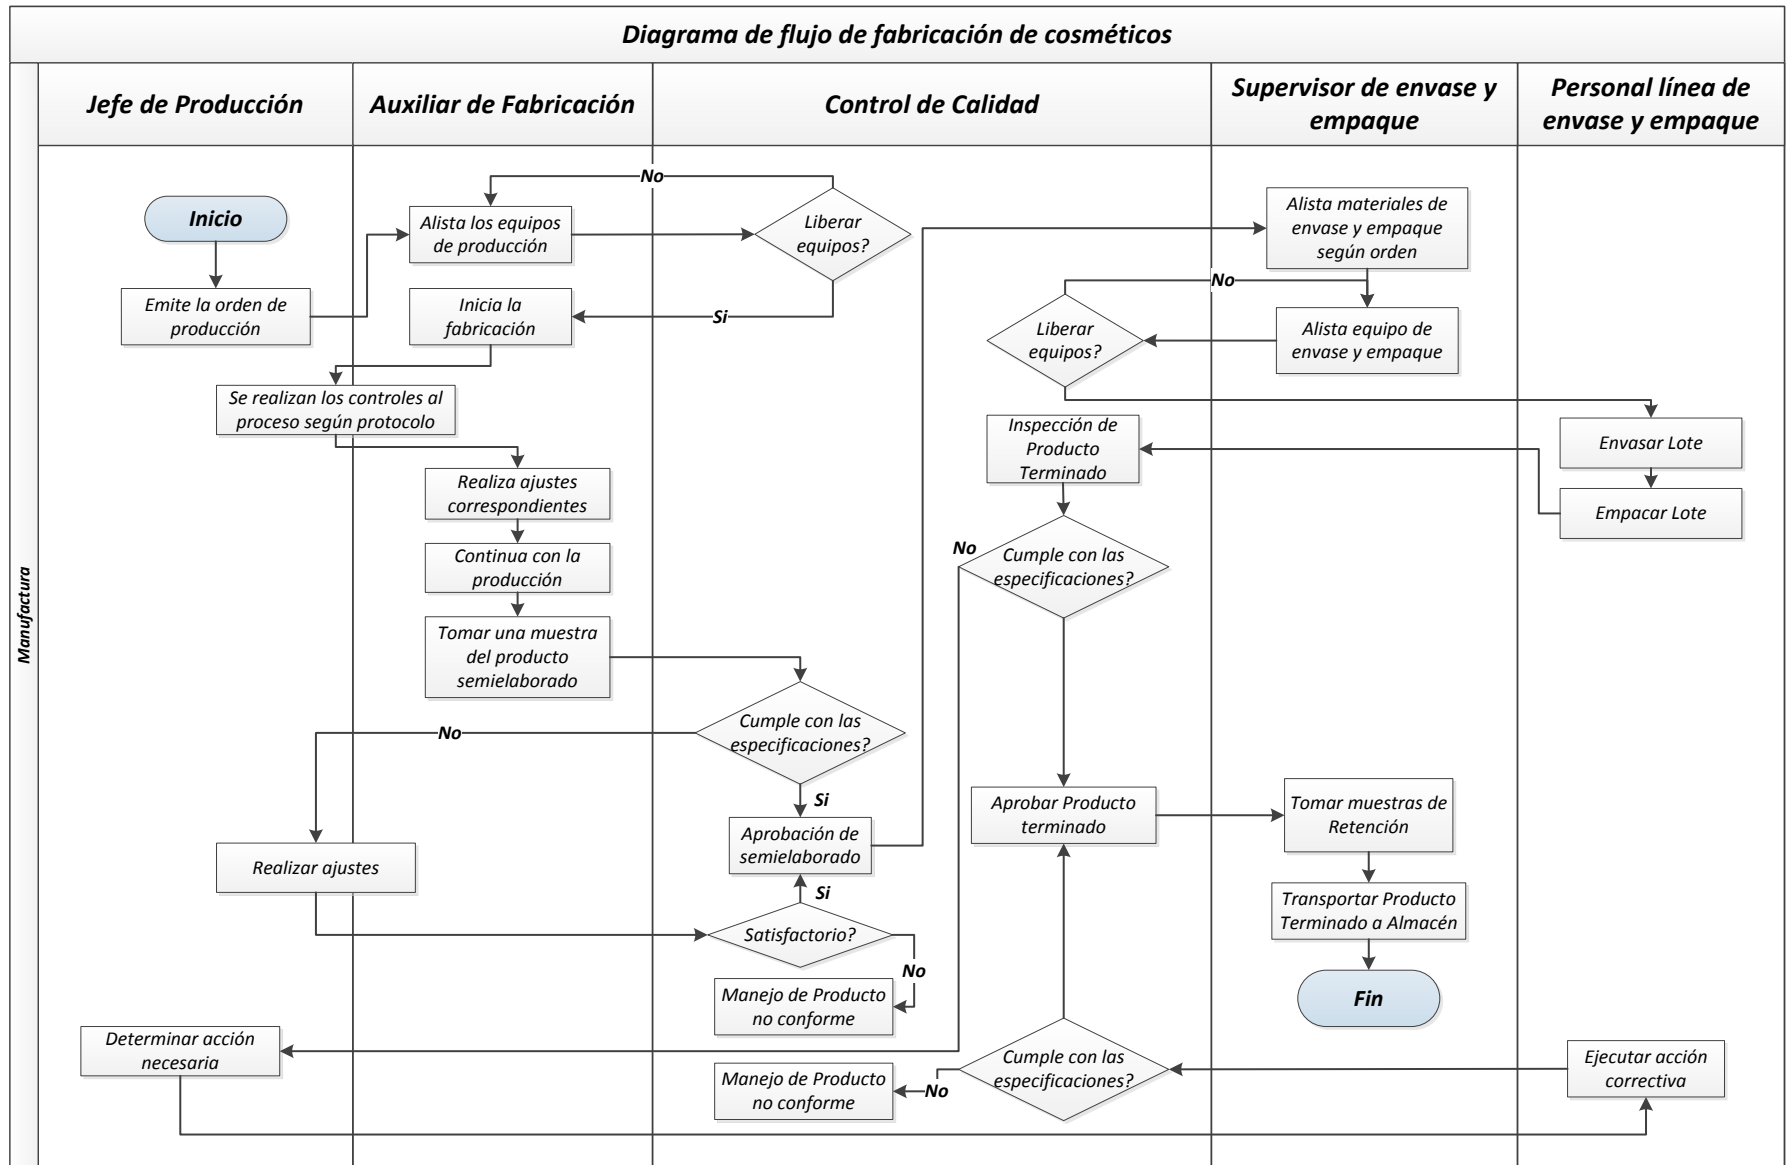 Diagrama de flujo de fabricación de cosméticos
Manufactura
Jefe de Producción
Auxiliar de Fabricación
Control de Calidad
Supervisor de envase y
empaque
Personal línea de
envase y empaque
Inicio
Emite la orden de
producción
Alista los equipos
de producción
No
Liberar
equipos?
Si
Inicia la
fabricación
Se realizan los controles al
proceso según protocolo
Realiza ajustes
correspondientes
Continua con la
producción
Tomar una muestra
del producto
semielaborado
Cumple con las
especificaciones?
No
Si
Realizar ajustes
Aprobación de
semielaborado
Si
Satisfactorio?
No
Manejo de Producto
no conforme
Alista materiales de
envase y empaque
según orden
No
Liberar
equipos?
Alista equipo de
envase y empaque
Envasar Lote
Empacar Lote
Inspección de
Producto
Terminado
No
Cumple con las
especificaciones?
Aprobar Producto
terminado
Tomar muestras de
Retención
Transportar Producto
Terminado a Almacén
Fin
Determinar acción
necesaria
Ejecutar acción
correctiva
Cumple con las
especificaciones?
No
Manejo de Producto
no conforme